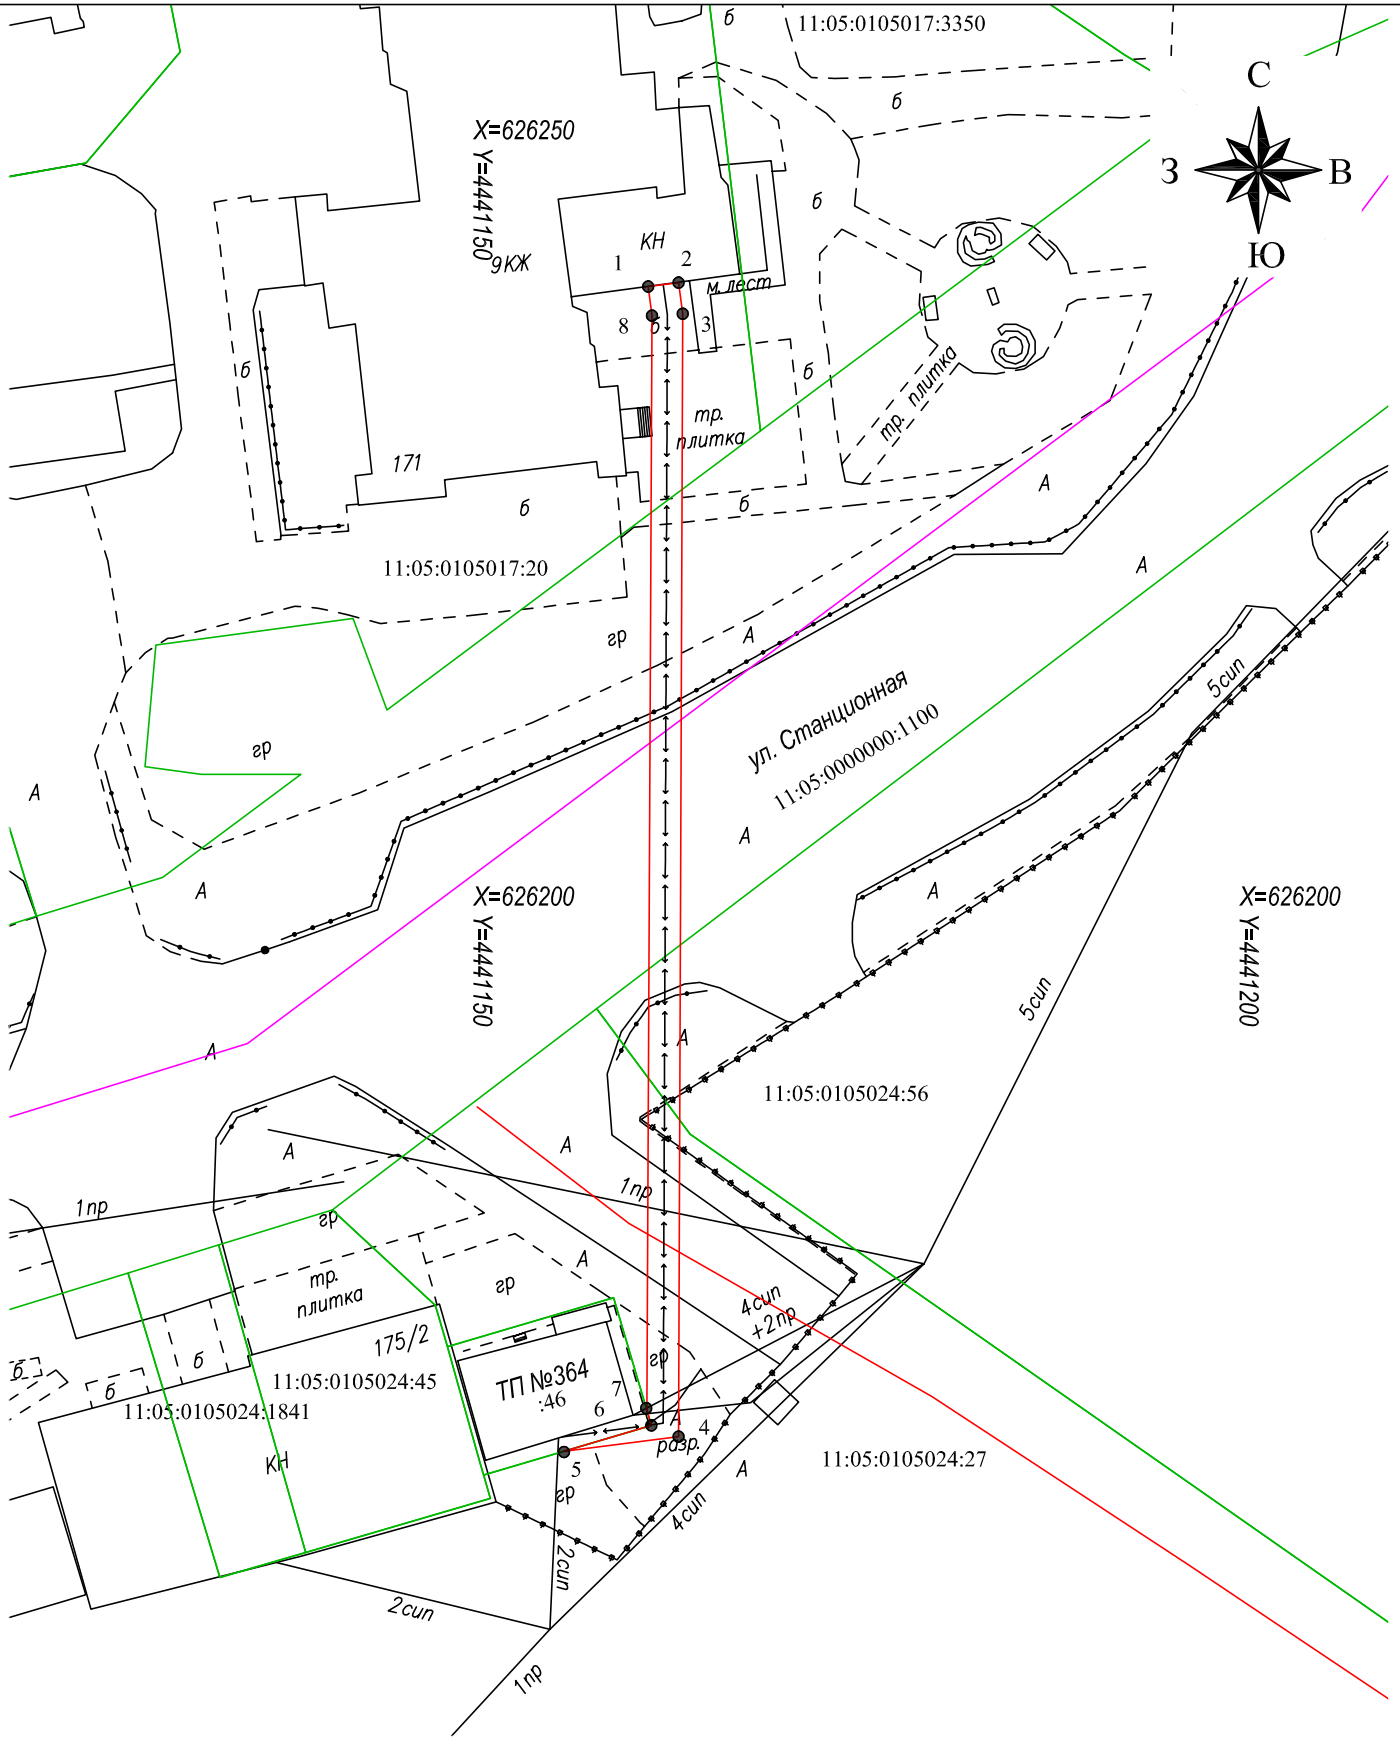 б
11:05:0105017:3350
С
З
В
Ю
б
X=626250
Y=4441150
б
КН
9КЖ
1
2
м.лест
8
б
3
б
б
тр. плитка
тр.
плитка
171
б
б
А
11:05:0105017:20
А
гр
А
5сип
ул. Станционная
11:05:0000000:1100
гр
А
А
А
А
X=626200
Y=4441150
X=626200
Y=4441200
5сип
А
А
11:05:0105024:56
А
А
1пр
1пр
гр
А
тр.
плитка
гр
4сип
+2пр
175/2
гр
б
б
б
11:05:0105024:45
ТП №364
:46
7
6
11:05:0105024:1841
А
4
разр.
КН
5
А
11:05:0105024:27
гр
4сип
2сип
2сип
1пр